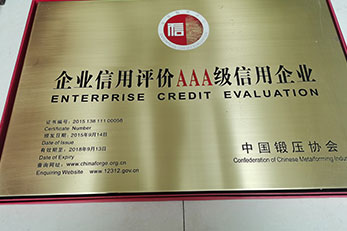 信
企业信用评价AAA级信用企业
ENTERPRISE CREDIT EVALUATION
证书编号: 2015 138 111 00058
Certificate Number
颁发日期: 2015年9月14日
Date of Issue
有效期至: 2018年9月13日
Date of Expiry
查询网址: www.chinaforge.org.cn
Enquiring Website www.12312.gov.cn
中国锻压协会
Confederation of Chinese Metalforming